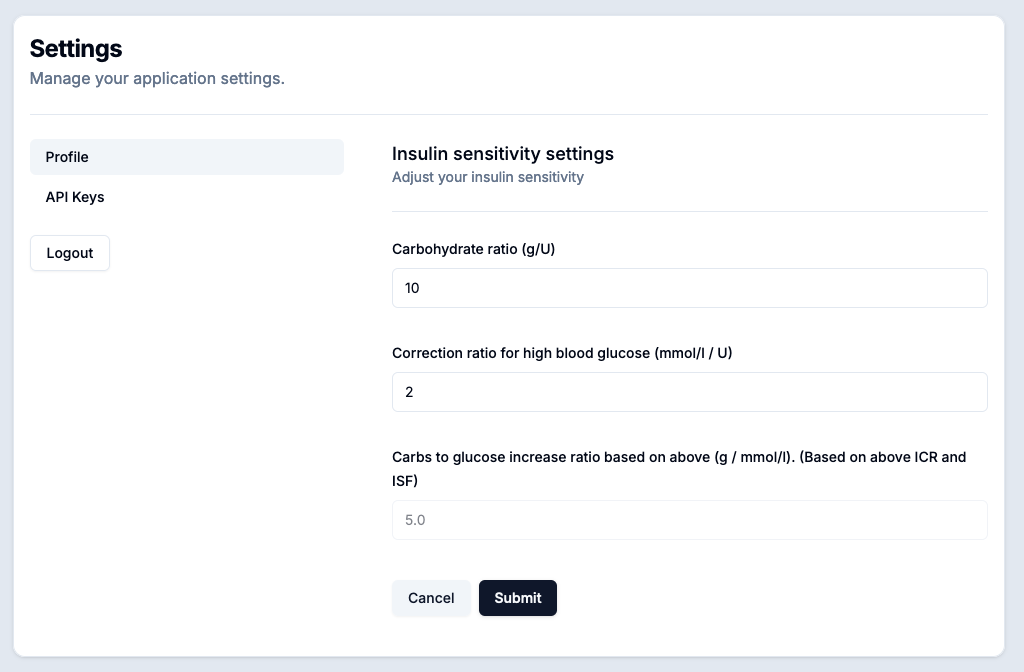 Settings
Manage your application settings.
Profile
API Keys
Logout
Insulin sensitivity settings
Adjust your insulin sensitivity
Carbohydrate ratio (g/U)
10
Correction ratio for high blood glucose (mmol/l / U)
2
Carbs to glucose increase ratio based on above (g / mmol/l). (Based on above ICR and
ISF)
5.0
Cancel
Submit